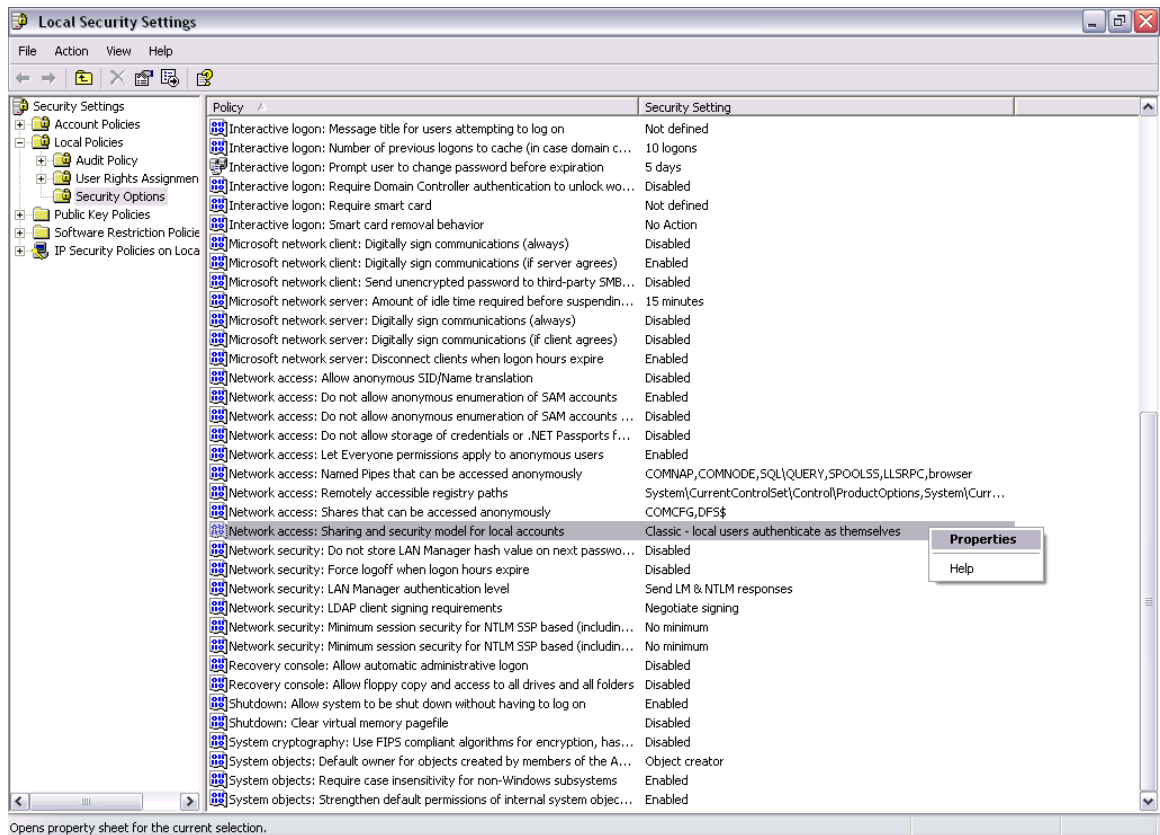 Local Security Settings
File Action View Help
Security Settings
Account Policies
Local Policies
Audit Policy
User Rights Assignmen
Security Options
Public Key Policies
Software Restriction Policie
IP Security Policies on Loca
Policy Security Setting
Interactive logon: Message title for users attempting to log on Not defined
Interactive logon: Number of previous logons to cache (in case domain c... 10 logons
Interactive logon: Prompt user to change password before expiration 5 days
Interactive logon: Require Domain Controller authentication to unlock wo... Disabled
Interactive logon: Require smart card Not defined
Interactive logon: Smart card removal behavior No Action
Microsoft network client: Digitally sign communications (always) Disabled
Microsoft network client: Digitally sign communications (if server agrees) Enabled
Microsoft network client: Send unencrypted password to third-party SMB... Disabled
Microsoft network server: Amount of idle time required before suspendin... 15 minutes
Microsoft network server: Digitally sign communications (always) Disabled
Microsoft network server: Digitally sign communications (if client agrees) Disabled
Microsoft network server: Disconnect clients when logon hours expire Enabled
Network access: Allow anonymous SID/Name translation Disabled
Network access: Do not allow anonymous enumeration of SAM accounts Enabled
Network access: Do not allow anonymous enumeration of SAM accounts ... Disabled
Network access: Do not allow storage of credentials or .NET Passports f... Disabled
Network access: Let Everyone permissions apply to anonymous users Enabled
Network access: Named Pipes that can be accessed anonymously COMNAP,COMNODE,SQL\QUERY,SPOOLSS,LLSRPC,browser
Network access: Remotely accessible registry paths System\CurrentControlSet\Control\ProductOptions,System\Curr...
Network access: Shares that can be accessed anonymously COMCFG,DFS$
Network access: Sharing and security model for local accounts Classic - local users authenticate as themselves
Properties
Network security: Do not store LAN Manager hash value on next passwo... Disabled
Network security: Force logoff when logon hours expire Disabled
Help
Network security: LAN Manager authentication level Send LM & NTLM responses
Network security: LDAP client signing requirements Negotiate signing
Network security: Minimum session security for NTLM SSP based (includin... No minimum
Network security: Minimum session security for NTLM SSP based (includin... No minimum
Recovery console: Allow automatic administrative logon Disabled
Recovery console: Allow floppy copy and access to all drives and all folders Disabled
Shutdown: Allow system to be shut down without having to log on Enabled
Shutdown: Clear virtual memory pagefile Disabled
System cryptography: Use FIPS compliant algorithms for encryption, has... Disabled
System objects: Default owner for objects created by members of the A... Object creator
System objects: Require case insensitivity for non-Windows subsystems Enabled
System objects: Strengthen default permissions of internal system objec... Enabled
Opens property sheet for the current selection.